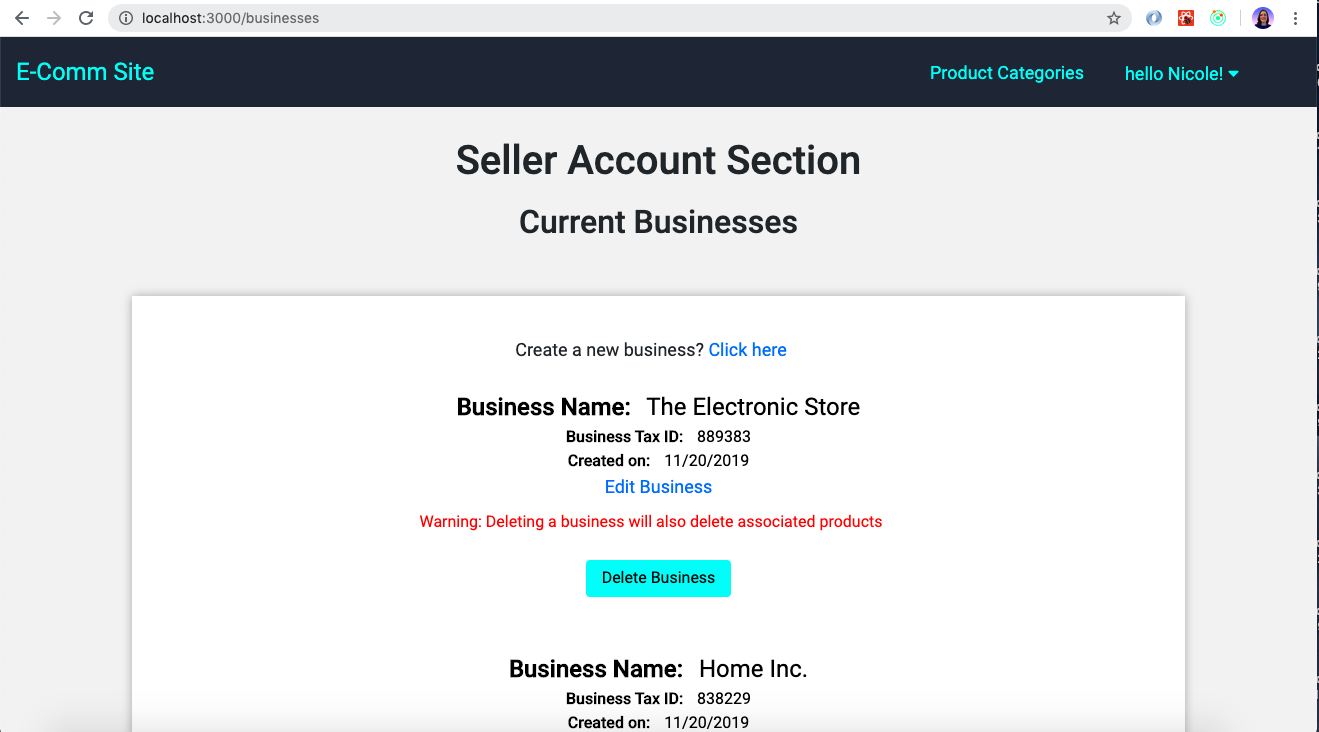 localhost:3000/businesses
E-Comm Site
Product Categories
hello Nicole!
Seller Account Section
Current Businesses
Create a new business? Click here
Business Name: The Electronic Store
Business Tax ID: 889383
Created on: 11/20/2019
Edit Business
Warning: Deleting a business will also delete associated products
Delete Business
Business Name: Home Inc.
Business Tax ID: 838229
Created on: 11/20/2019